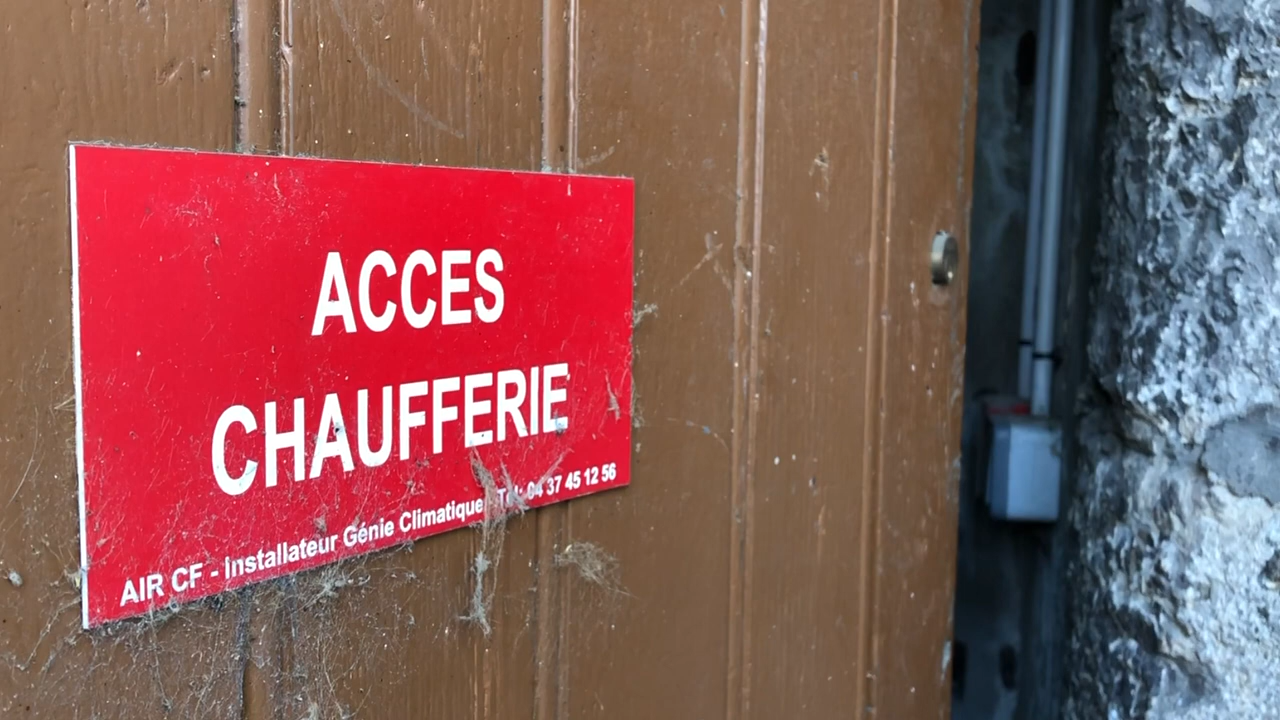 ACCES
CHAUFFERIE
AIR CF - Installateur Génie Climatique Tél: 04 37 45 12 56